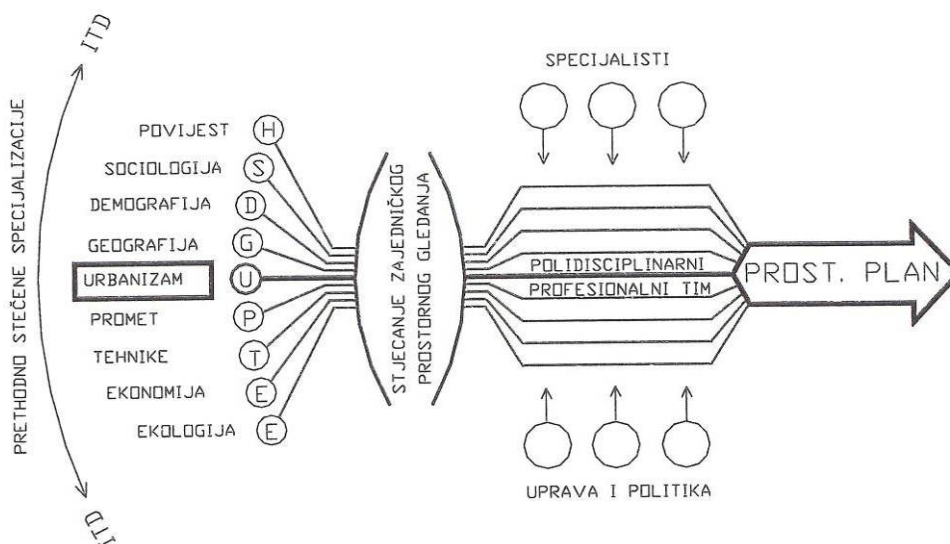 PRETHODNO STEČENE SPECIJALIZACIJE
ITD
POVIJEST H
SOCIOLOGIJA S
DEMOGRAFIJA D
GEOGRAFIJA G
URBANIZAM U
PROMET P
TEHNIKE T
EKONOMIJA E
EKOLOGIJA E
ITD
STJECANJE ZAJEDNIČKOG
PROSTORNOG GLEDANJA
SPECIJALISTI
POLIDISCIPLINARNI
PROFESIONALNI TIM
UPRAVA I POLITIKA
PROST. PLAN